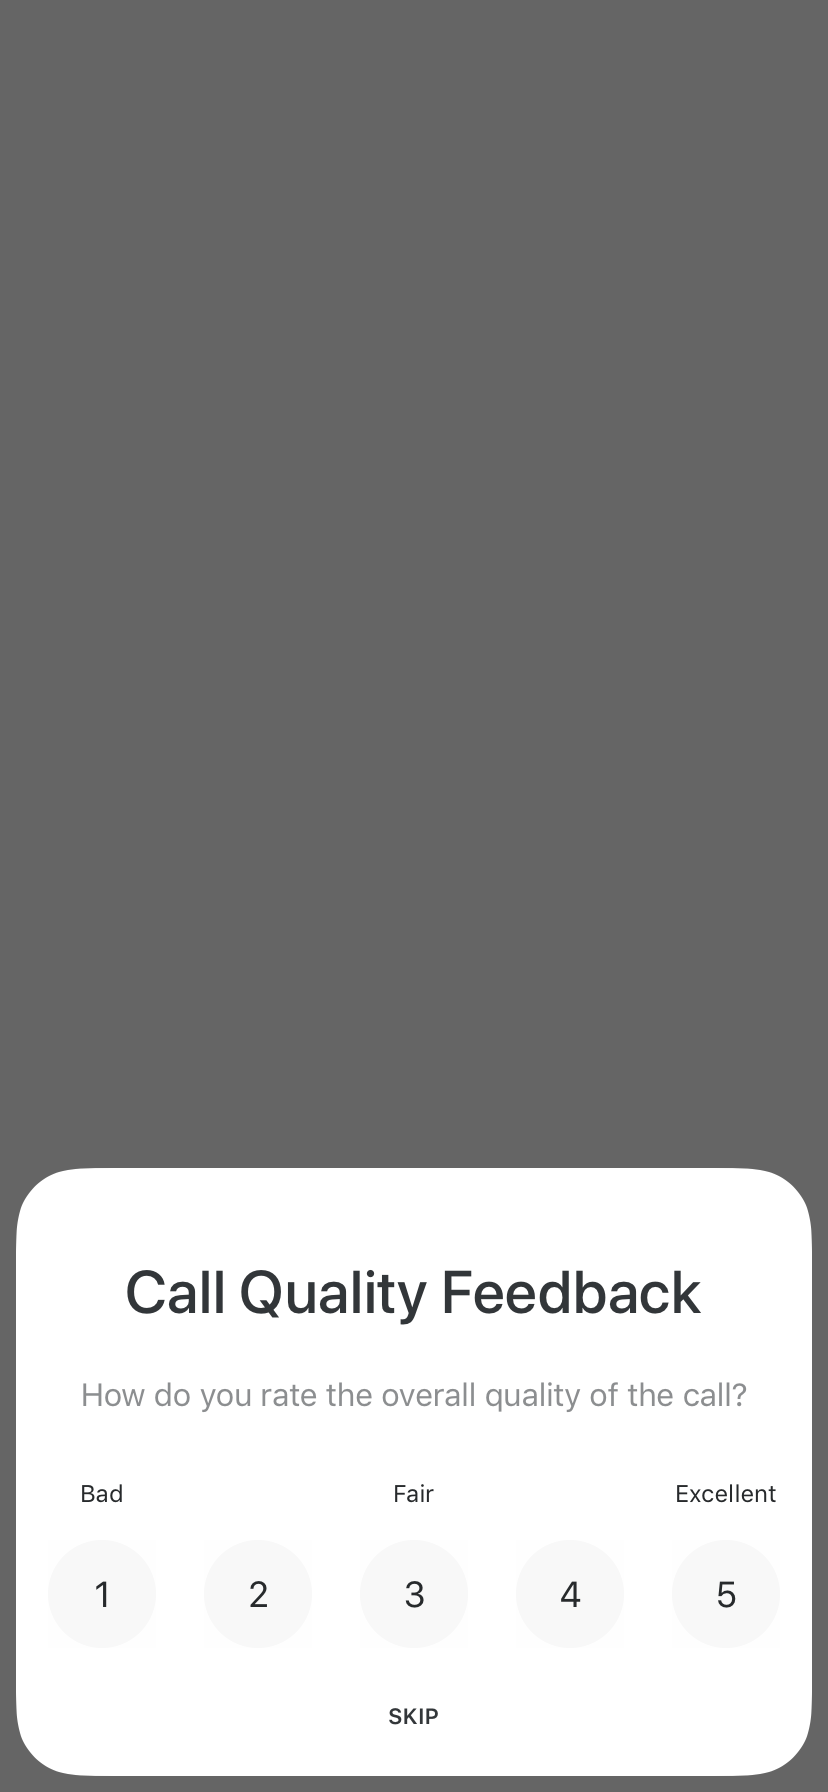 Call Quality Feedback
How do you rate the overall quality of the call?
Bad Fair Excellent
1 2 3 4 5
SKIP